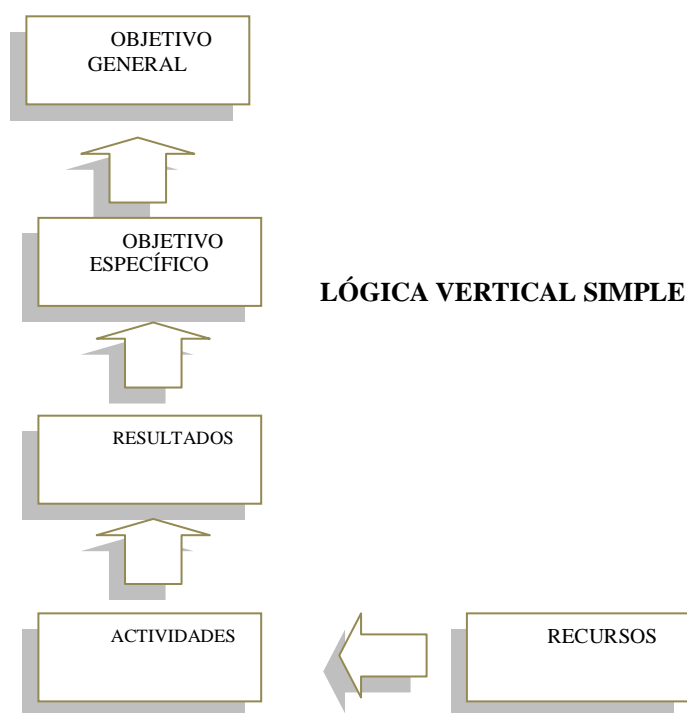 OBJETIVO
GENERAL
OBJETIVO
ESPECÍFICO
LÓGICA VERTICAL SIMPLE
RESULTADOS
ACTIVIDADES
RECURSOS